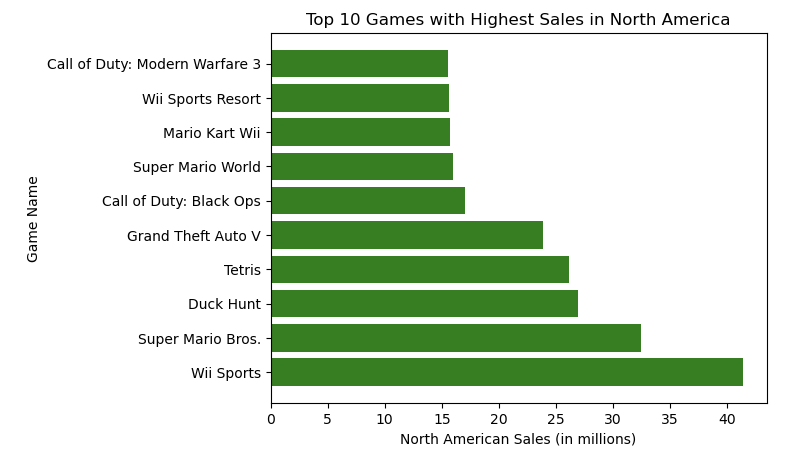 Top 10 Games with Highest Sales in North America
Game Name
Call of Duty: Modern Warfare 3
Wii Sports Resort
Mario Kart Wii
Super Mario World
Call of Duty: Black Ops
Grand Theft Auto V
Tetris
Duck Hunt
Super Mario Bros.
Wii Sports
0 5 10 15 20 25 30 35 40
North American Sales (in millions)